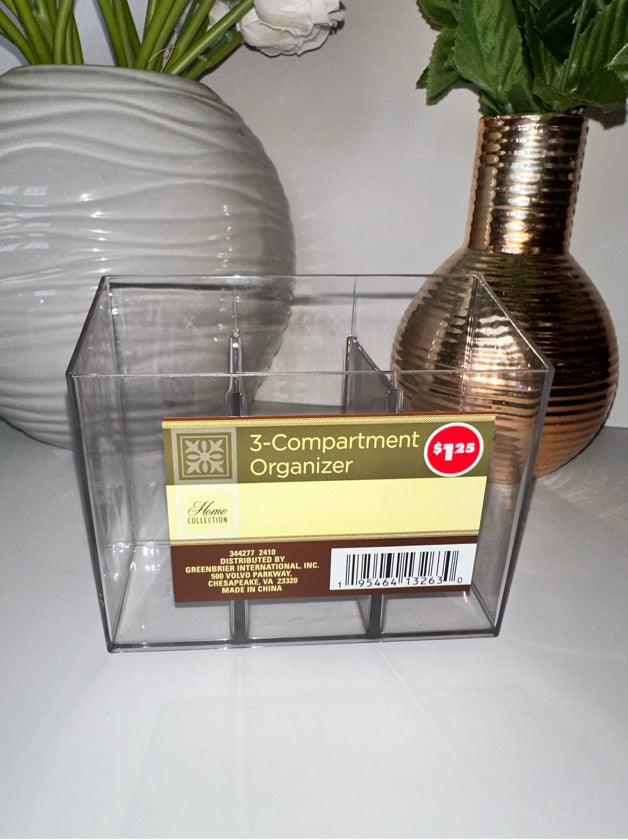 3-Compartment
Organizer
$1.25
Home
COLLECTION
344277 2410
DISTRIBUTED BY
GREENBRIER INTERNATIONAL, INC.
500 VOLVO PARKWAY,
CHESAPEAKE, VA 23320
MADE IN CHINA
1 95464 13263 0